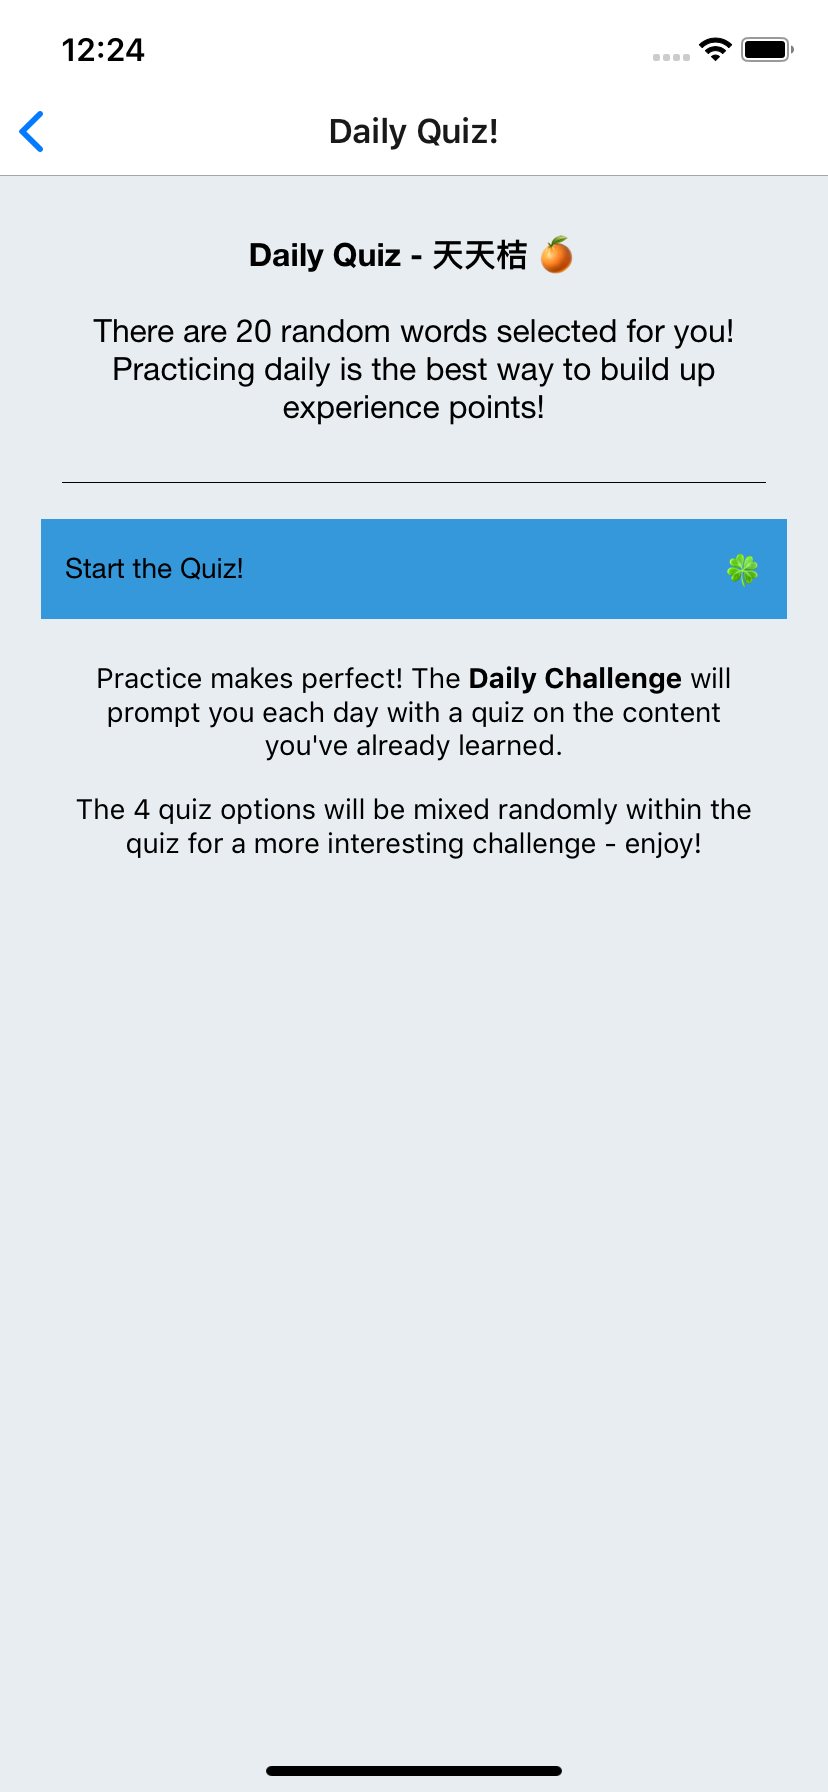 12:24
Daily Quiz!
Daily Quiz - 天天桔 🍊
There are 20 random words selected for you!
Practicing daily is the best way to build up
experience points!
Start the Quiz! 🍀
Practice makes perfect! The Daily Challenge will
prompt you each day with a quiz on the content
you've already learned.
The 4 quiz options will be mixed randomly within the
quiz for a more interesting challenge - enjoy!